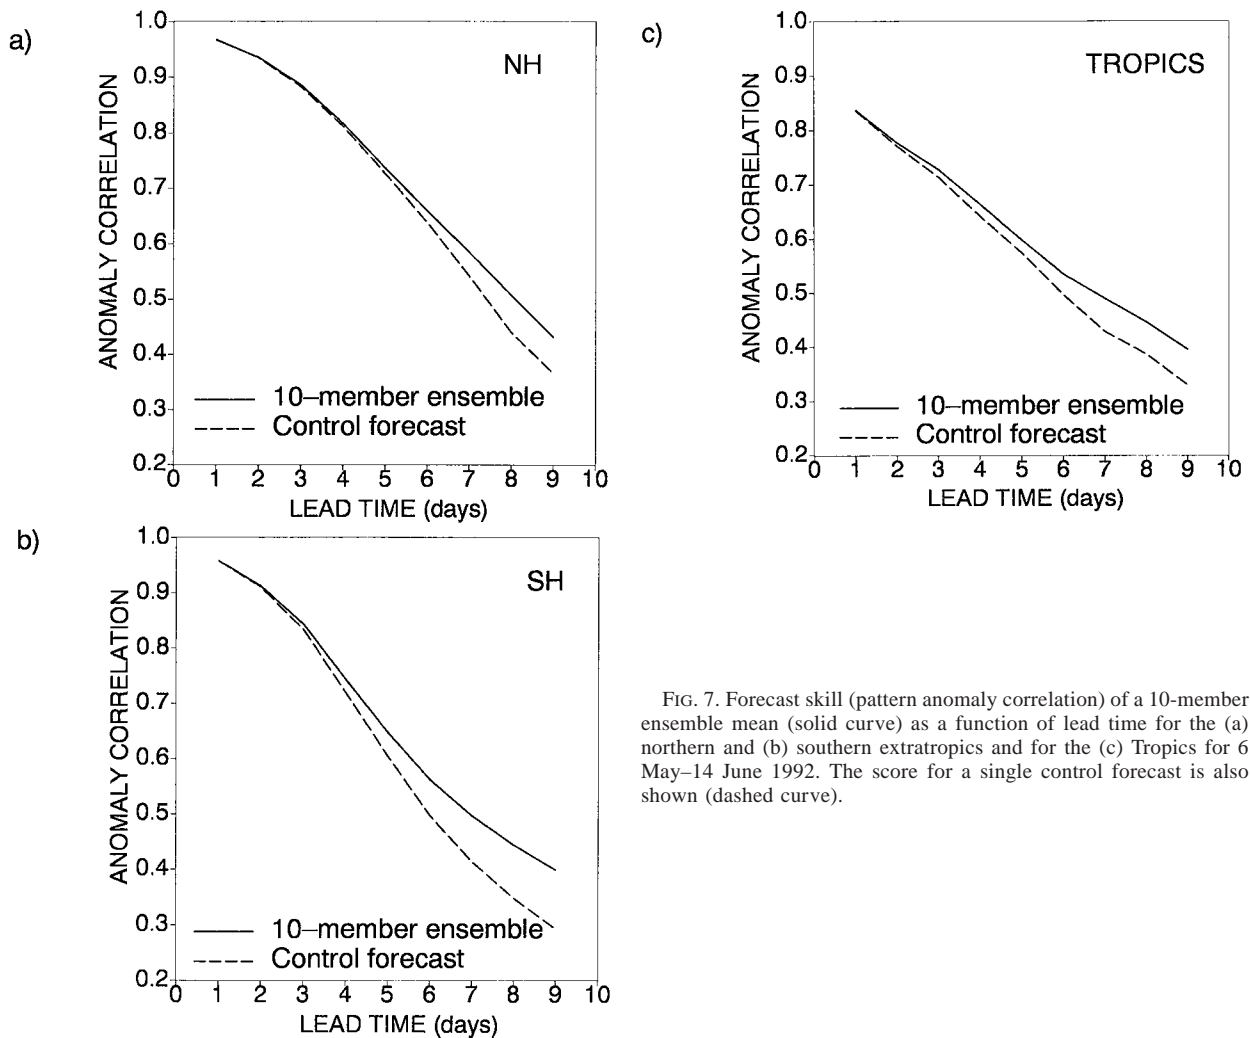 a)
NH
ANOMALY CORRELATION
1.0
0.9
0.8
0.7
0.6
0.5
0.4
0.3
0.2
10–member ensemble
Control forecast
0 1 2 3 4 5 6 7 8 9 10
LEAD TIME (days)
b)
SH
ANOMALY CORRELATION
1.0
0.9
0.8
0.7
0.6
0.5
0.4
0.3
0.2
10–member ensemble
Control forecast
0 1 2 3 4 5 6 7 8 9 10
LEAD TIME (days)
c)
TROPICS
ANOMALY CORRELATION
1.0
0.9
0.8
0.7
0.6
0.5
0.4
0.3
0.2
10–member ensemble
Control forecast
0 1 2 3 4 5 6 7 8 9 10
LEAD TIME (days)
FIG. 7. Forecast skill (pattern anomaly correlation) of a 10-member
ensemble mean (solid curve) as a function of lead time for the (a)
northern and (b) southern extratropics and for the (c) Tropics for 6
May–14 June 1992. The score for a single control forecast is also
shown (dashed curve).